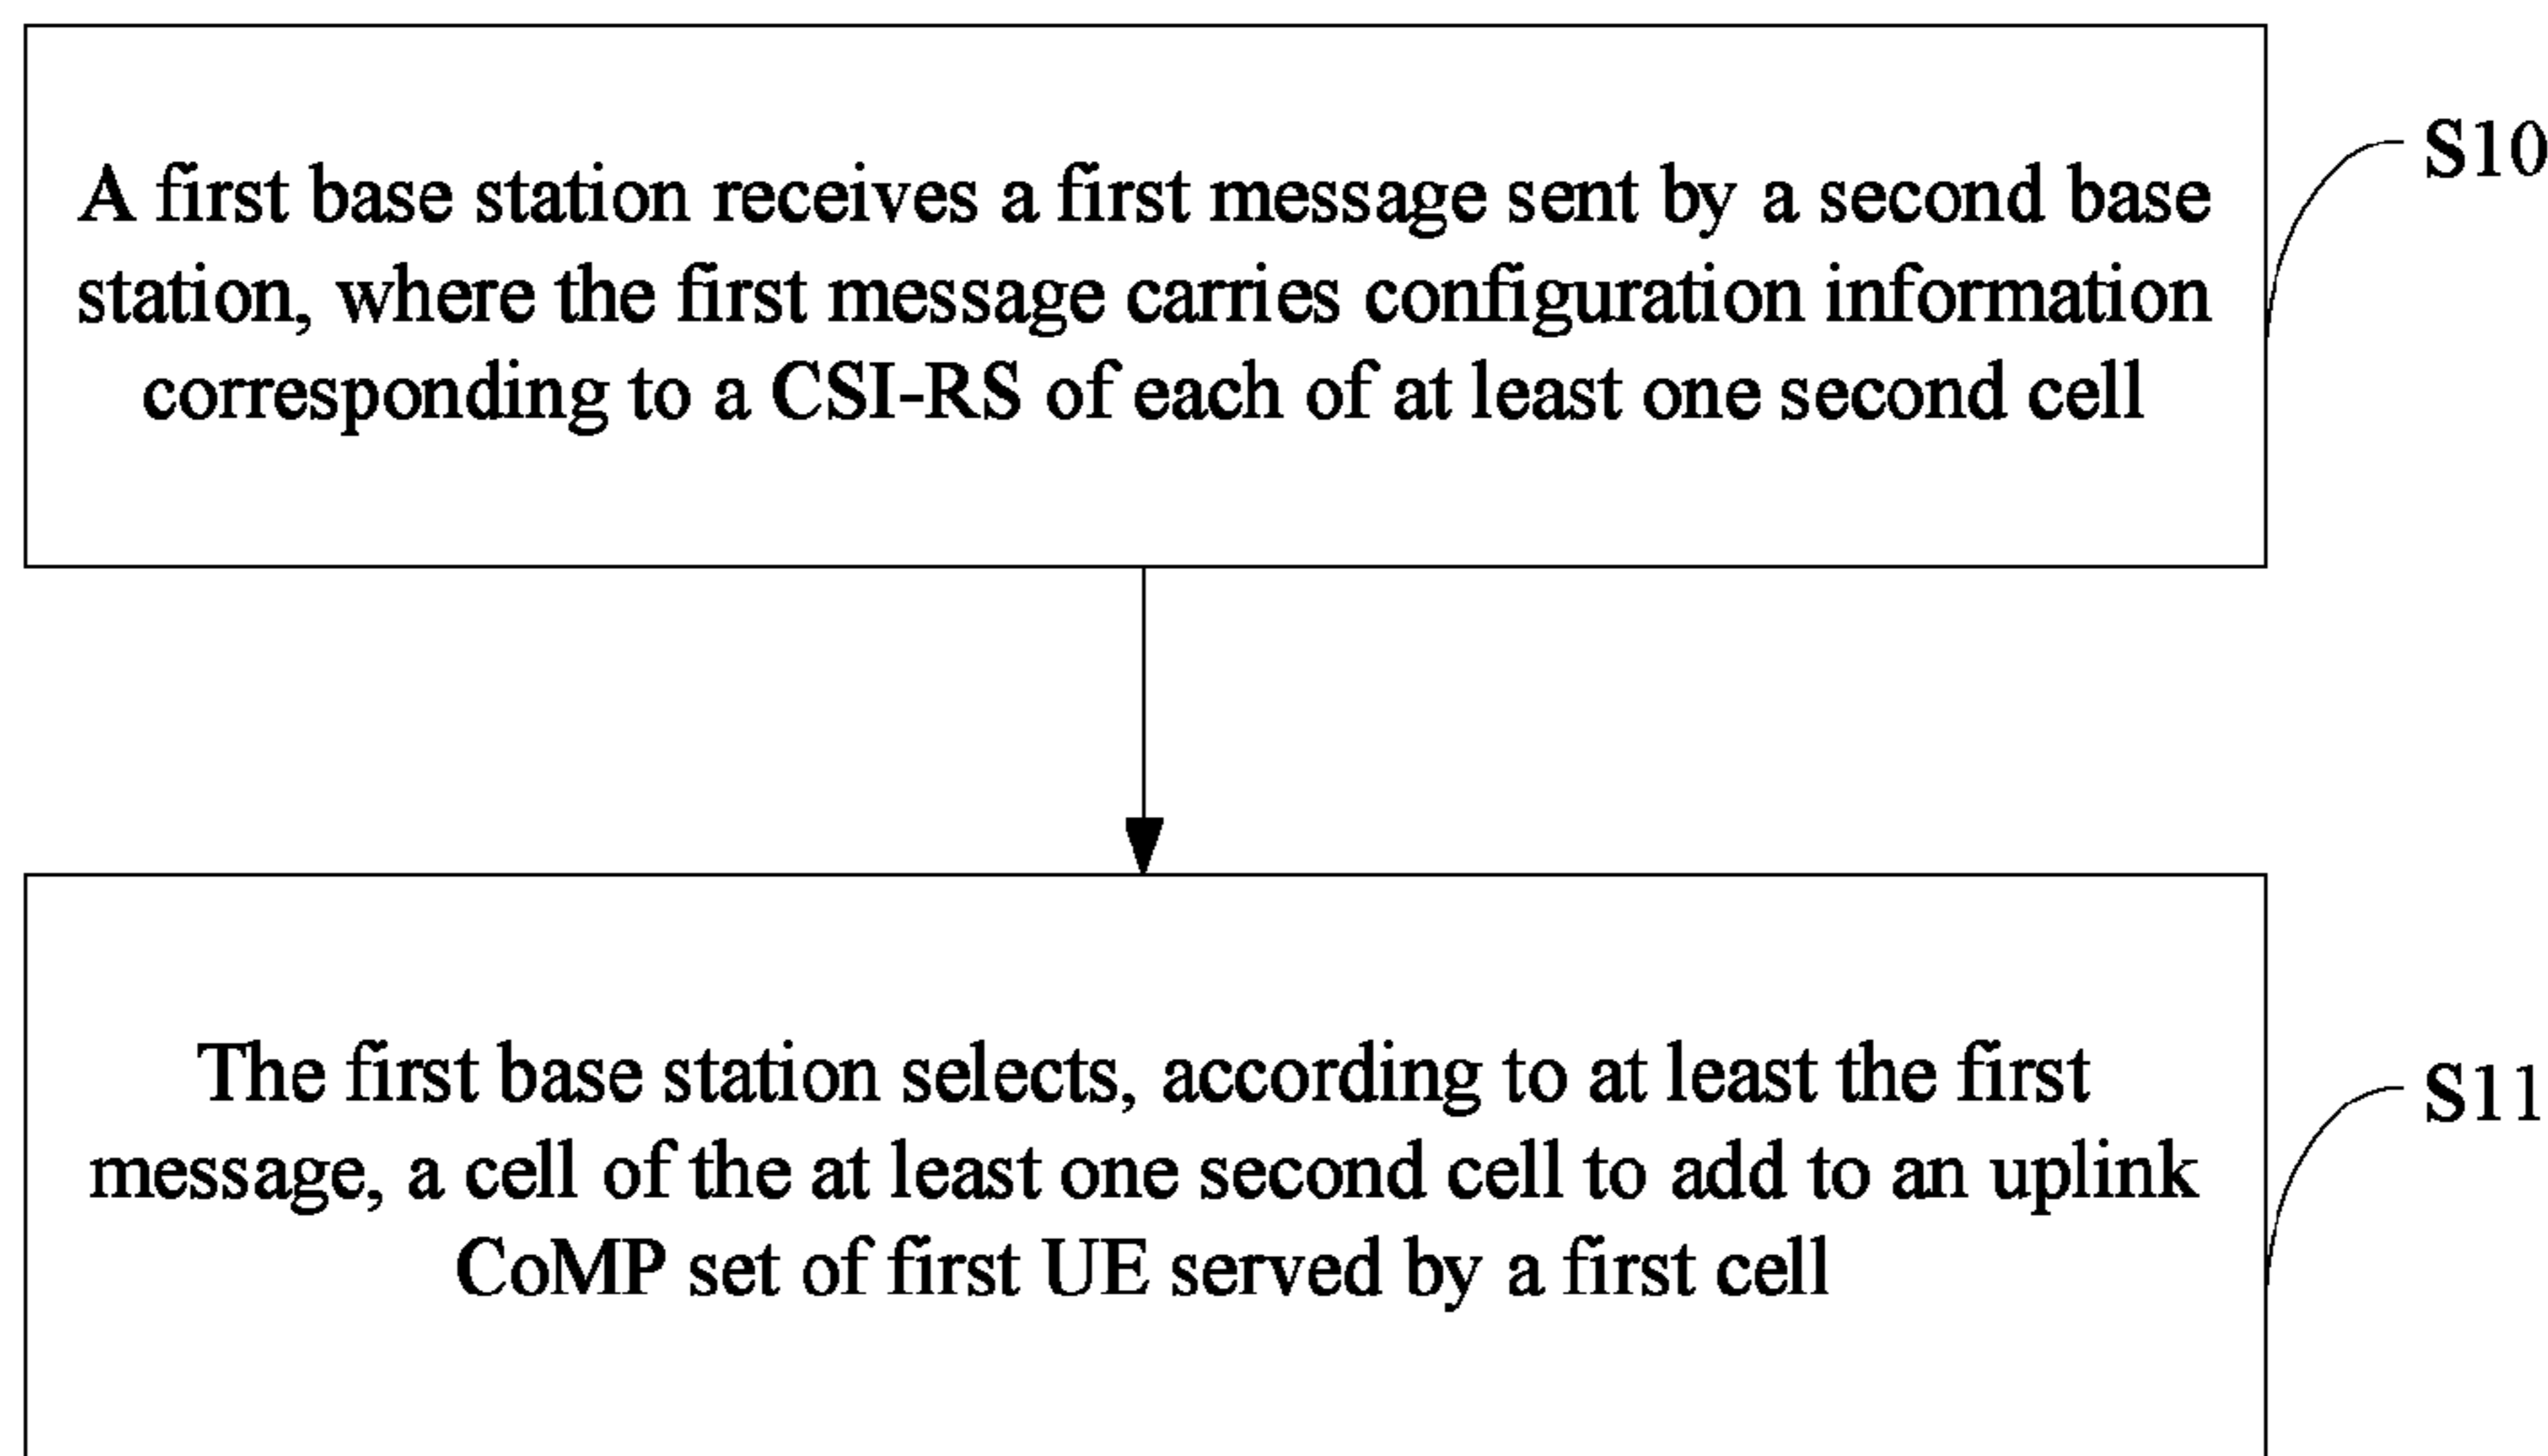 A first base station receives a first message sent by a second base
station, where the first message carries configuration information
corresponding to a CSI-RS of each of at least one second cell
S10
The first base station selects, according to at least the first
message, a cell of the at least one second cell to add to an uplink
CoMP set of first UE served by a first cell
S11